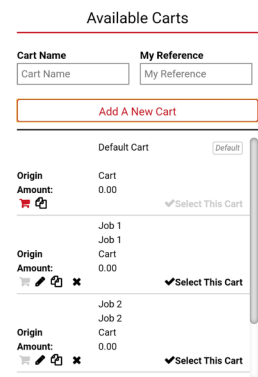 Available Carts
Cart Name My Reference
Cart Name My Reference
Add A New Cart
Default Cart Default
Origin Cart
Amount: 0.00
✔Select This Cart
Job 1
Job 1
Origin Cart
Amount: 0.00
✔Select This Cart
Job 2
Job 2
Origin Cart
Amount: 0.00
✔Select This Cart